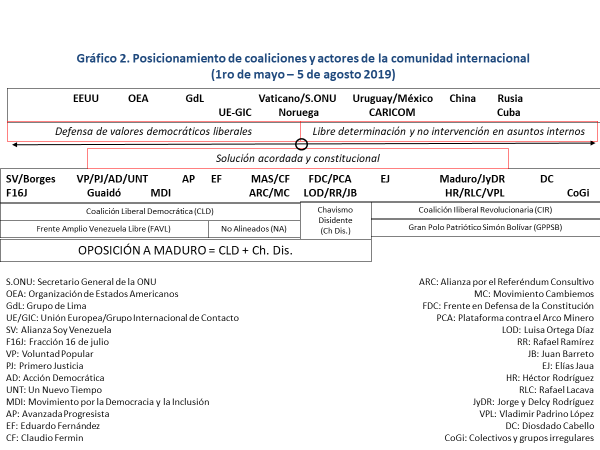 Gráfico 2. Posicionamiento de coaliciones y actores de la comunidad internacional
(1ro de mayo – 5 de agosto 2019)
EEUU OEA GdL Vaticano/S.ONU Uruguay/México China Rusia
UE-GIC Noruega CARICOM Cuba
Defensa de valores democráticos liberales Libre determinación y no intervención en asuntos internos
Solución acordada y constitucional
SV/Borges VP/PJ/AD/UNT AP EF MAS/CF FDC/PCA EJ Maduro/JyDR DC
F16J Guaidó MDI ARC/MC LOD/RR/JB HR/RLC/VPL CoGi
Coalición Liberal Democrática (CLD)
Frente Amplio Venezuela Libre (FAVL) No Alineados (NA)
Chavismo
Disidente
(Ch Dis.)
Coalición Iliberal Revolucionaria (CIR)
Gran Polo Patriótico Simón Bolívar (GPPSB)
OPOSICIÓN A MADURO = CLD + Ch. Dis.
S.ONU: Secretario General de la ONU
OEA: Organización de Estados Americanos
GdL: Grupo de Lima
UE/GIC: Unión Europea/Grupo Internacional de Contacto
SV: Alianza Soy Venezuela
F16J: Fracción 16 de julio
VP: Voluntad Popular
PJ: Primero Justicia
AD: Acción Democrática
UNT: Un Nuevo Tiempo
MDI: Movimiento por la Democracia y la Inclusión
AP: Avanzada Progresista
EF: Eduardo Fernández
CF: Claudio Fermin
ARC: Alianza por el Referéndum Consultivo
MC: Movimiento Cambiemos
FDC: Frente en Defensa de la Constitución
PCA: Plataforma contra el Arco Minero
LOD: Luisa Ortega Díaz
RR: Rafael Ramírez
JB: Juan Barreto
EJ: Elías Jaua
HR: Héctor Rodríguez
RLC: Rafael Lacava
JyDR: Jorge y Delcy Rodríguez
VPL: Vladimir Padrino López
DC: Diosdado Cabello
CoGi: Colectivos y grupos irregulares